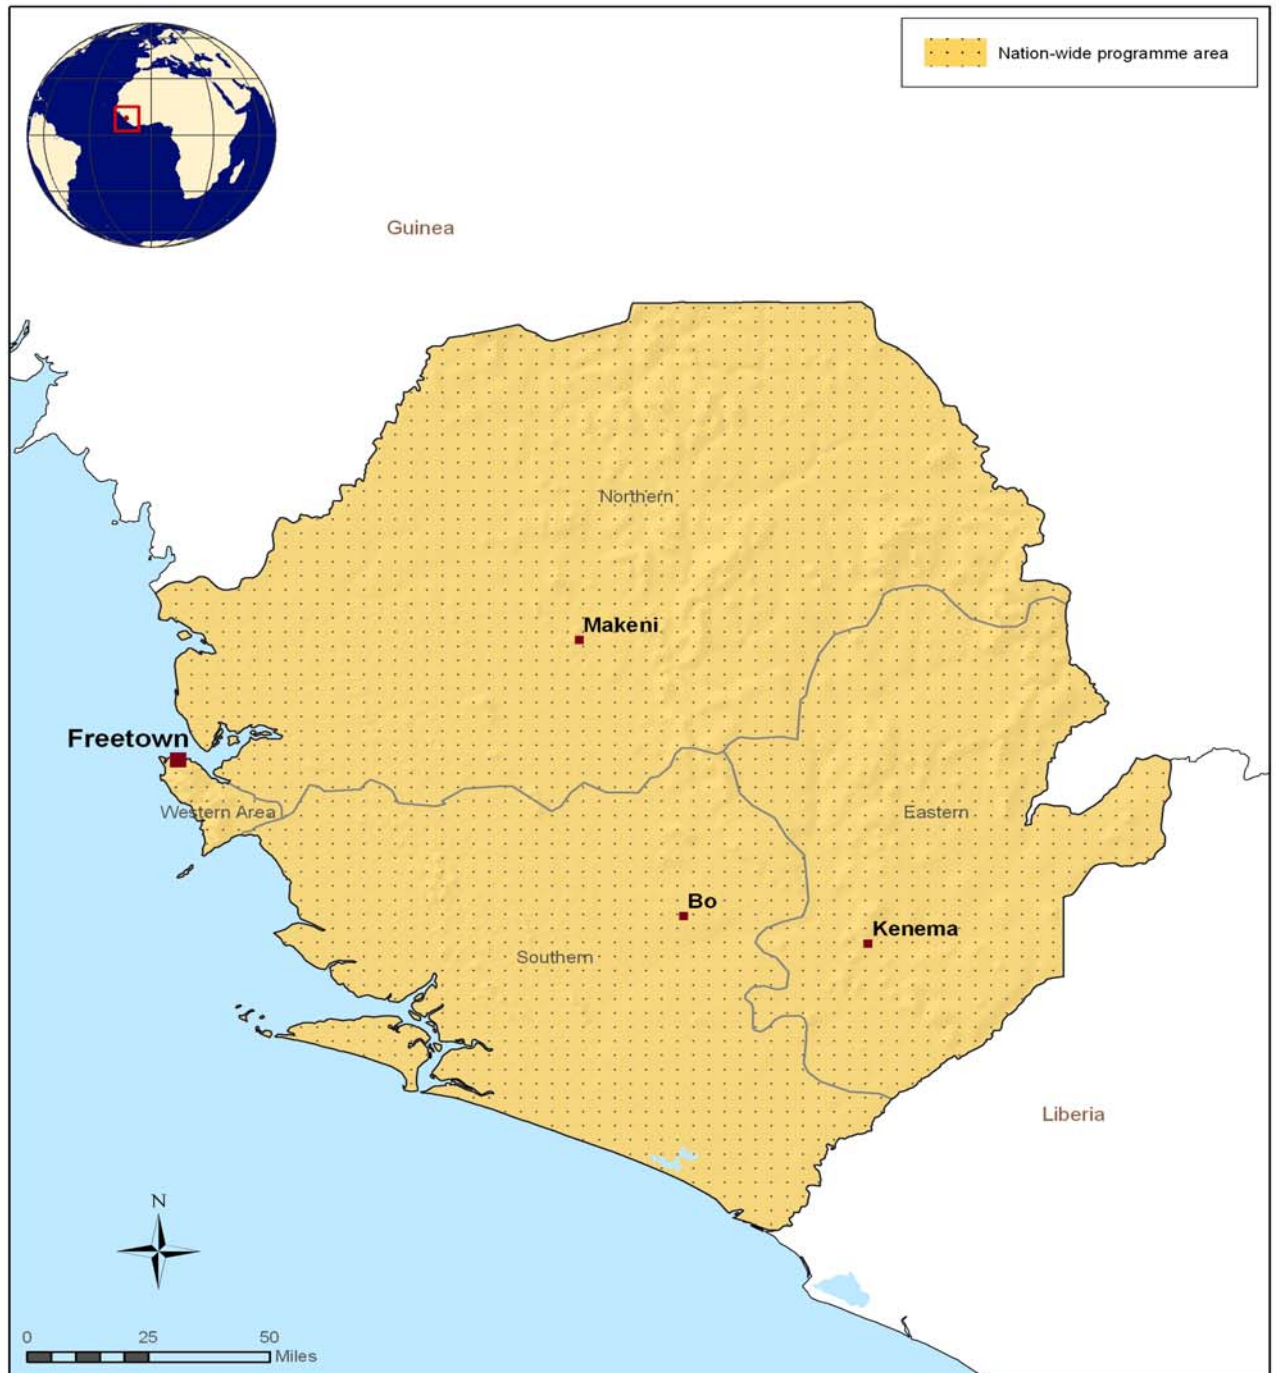 Nation-wide programme area
Guinea
Northern
Makeni
Freetown
Western Area
Eastern
Bo
Kenema
Southern
Liberia
N
0 25 50
Miles